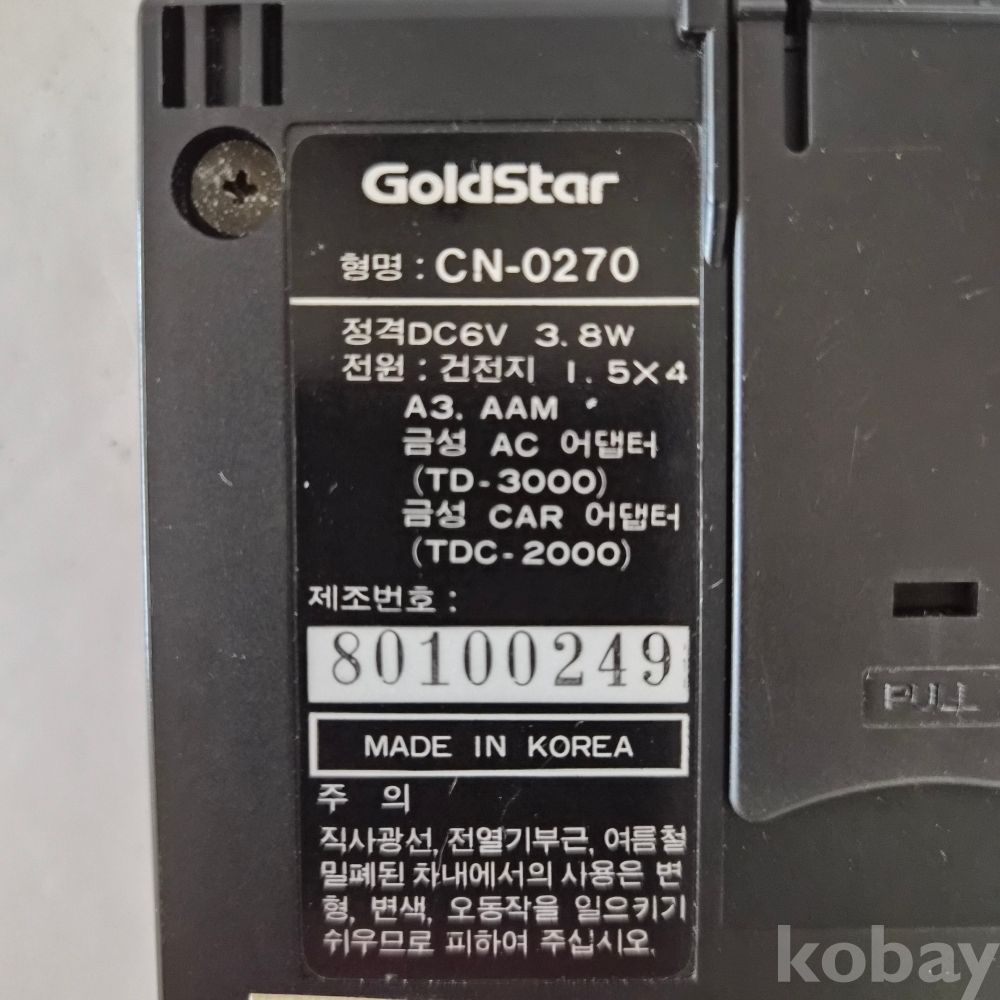 GoldStar
형명 : CN-0270
정격DC6V 3.8W
전원 : 건전지 1.5×4
A3. AAM
금성 AC 어댑터
(TD-3000)
금성 CAR 어댑터
(TDC-2000)
제조번호 :
80100249
MADE IN KOREA
주 의
직사광선, 전열기부근, 여름철
밀폐된 차내에서의 사용은 변
형, 변색, 오동작을 일으키기
쉬우므로 피하여 주십시오.
PULL
kobay